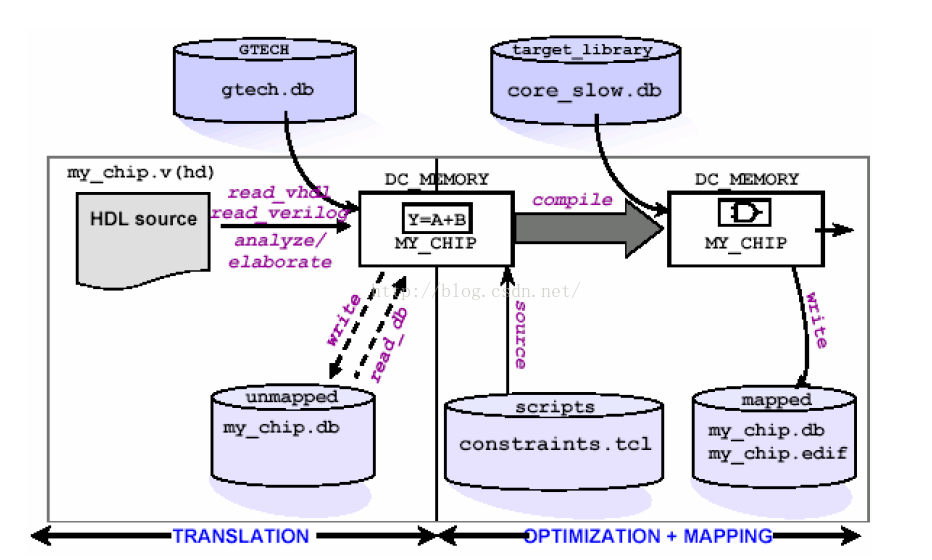 GTECH
gtech.db
target_library
core_slow.db
my_chip.v(hd)
HDL source
read_vhdl
read_verilog
analyze/
elaborate
DC_MEMORY
Y=A+B
MY_CHIP
compile
DC_MEMORY
MY_CHIP
http://blog.csdn.net/
write
read_db
source
write
unmapped
my_chip.db
scripts
constraints.tcl
mapped
my_chip.db
my_chip.edif
TRANSLATION
OPTIMIZATION + MAPPING